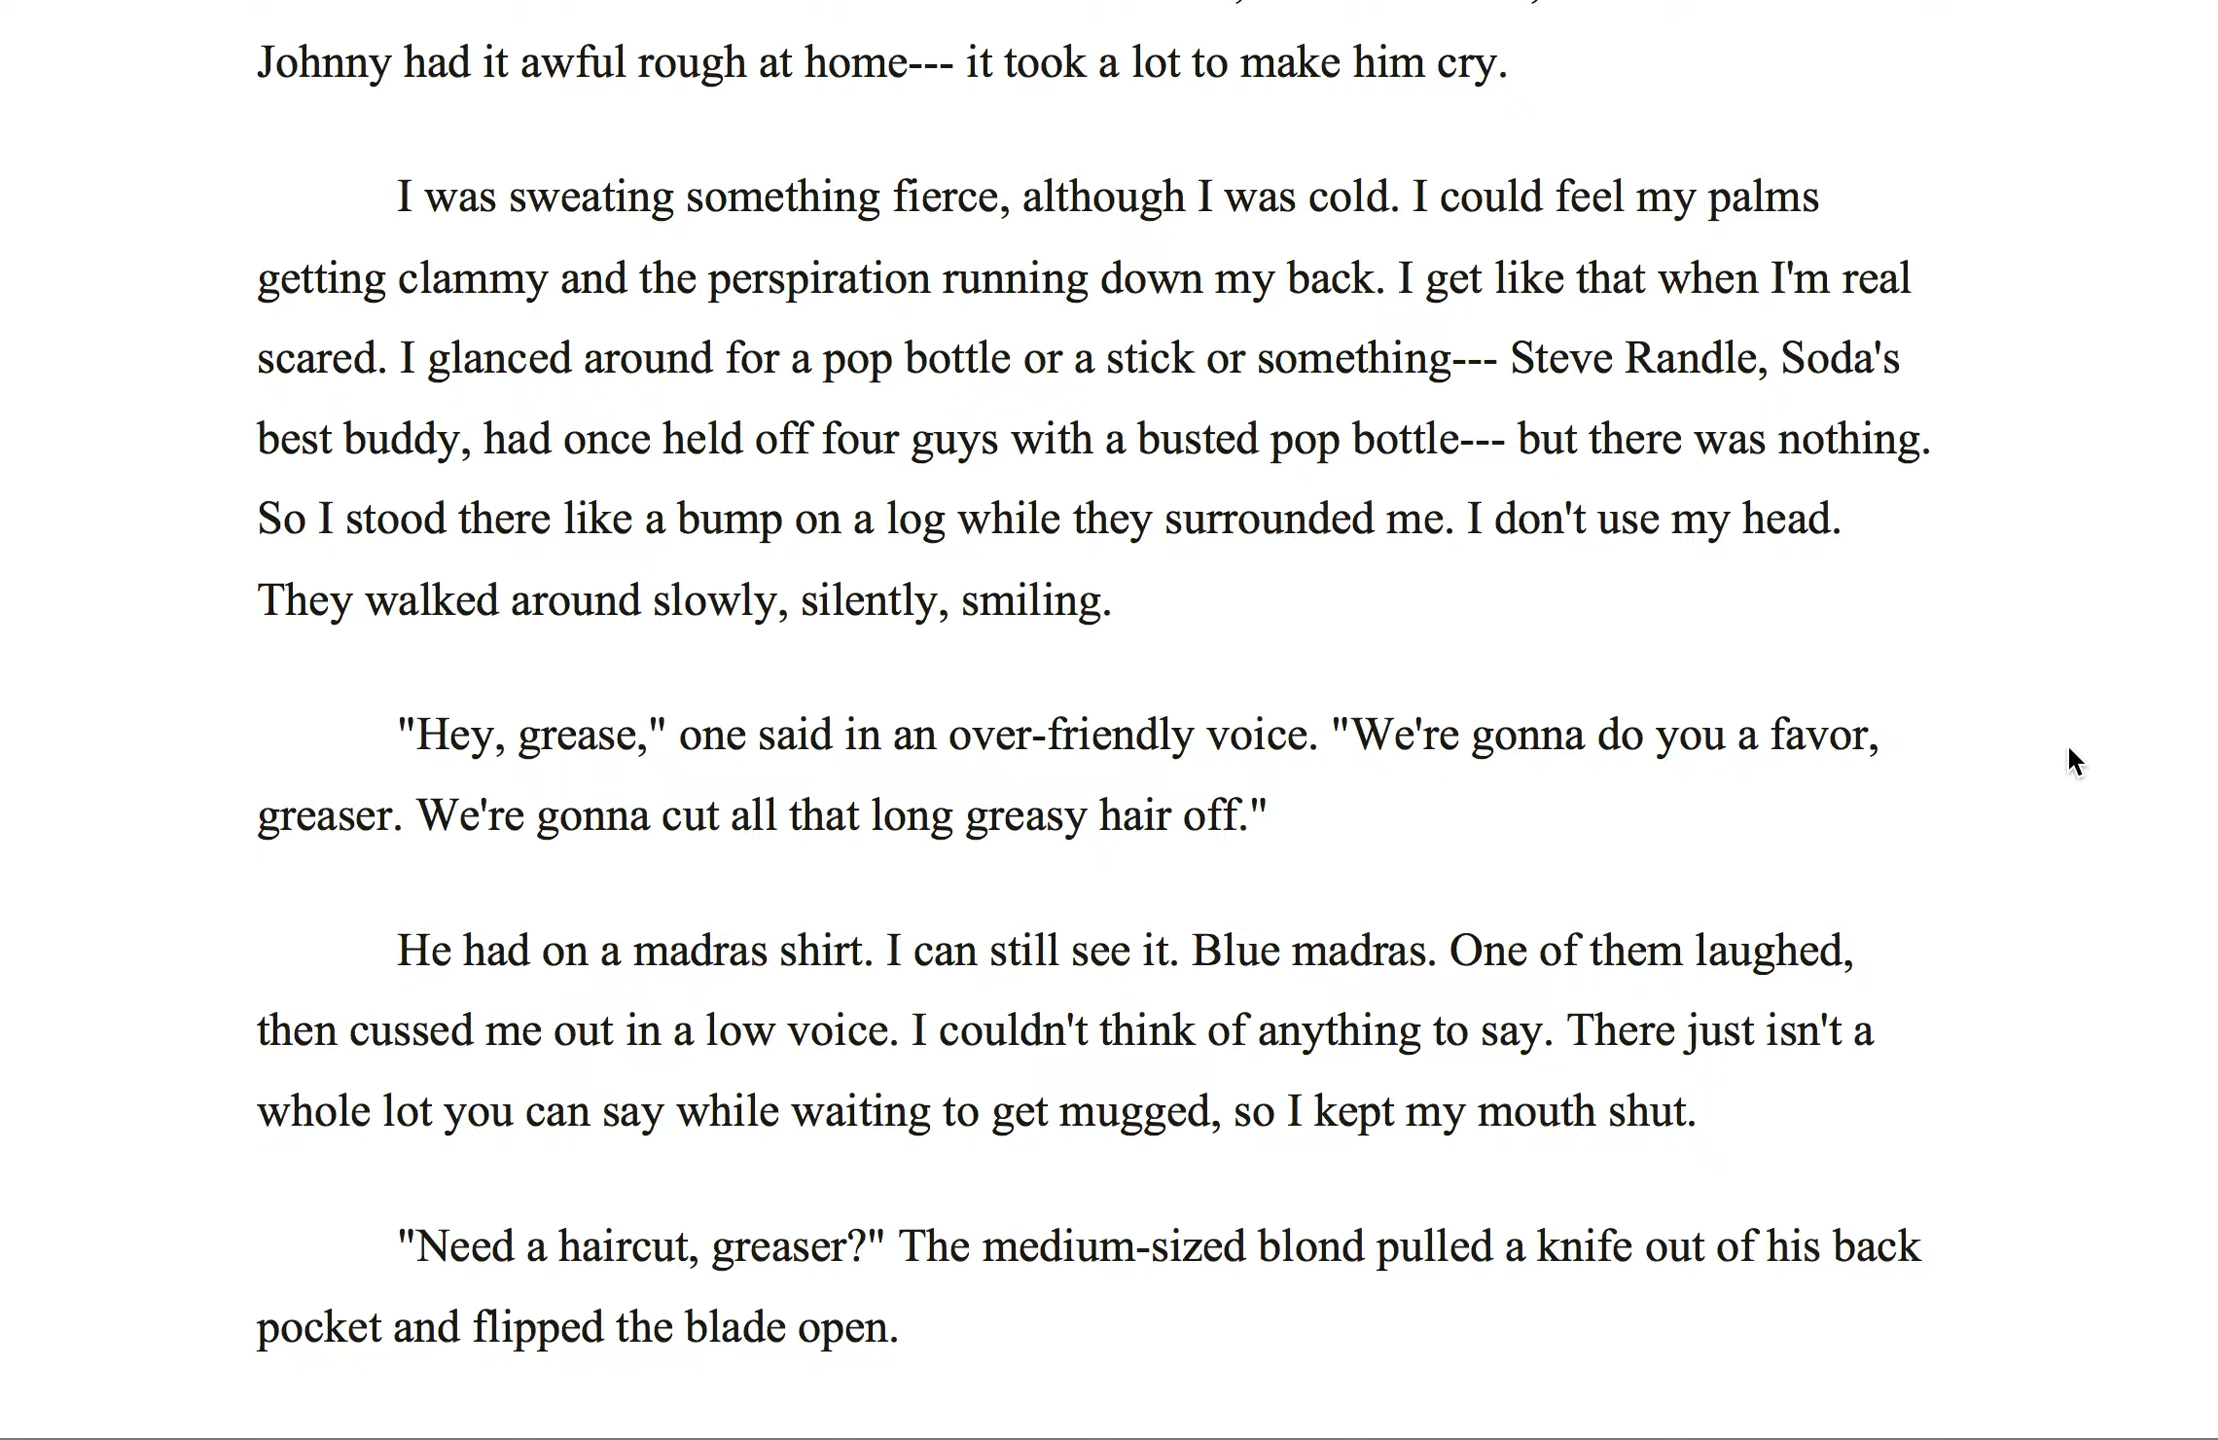 Johnny had it awful rough at home--- it took a lot to make him cry.
I was sweating something fierce, although I was cold. I could feel my palms
getting clammy and the perspiration running down my back. I get like that when I'm real
scared. I glanced around for a pop bottle or a stick or something--- Steve Randle, Soda's
best buddy, had once held off four guys with a busted pop bottle--- but there was nothing.
So I stood there like a bump on a log while they surrounded me. I don't use my head.
They walked around slowly, silently, smiling.
"Hey, grease," one said in an over-friendly voice. "We're gonna do you a favor,
greaser. We're gonna cut all that long greasy hair off."
He had on a madras shirt. I can still see it. Blue madras. One of them laughed,
then cussed me out in a low voice. I couldn't think of anything to say. There just isn't a
whole lot you can say while waiting to get mugged, so I kept my mouth shut.
"Need a haircut, greaser?" The medium-sized blond pulled a knife out of his back
pocket and flipped the blade open.